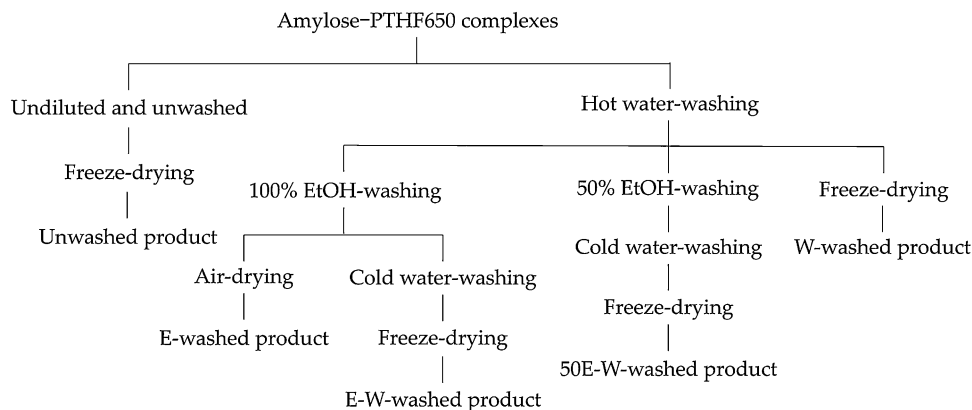 Amylose−PTHF650 complexes
Undiluted and unwashed
Hot water-washing
Freeze-drying
100% EtOH-washing
50% EtOH-washing
Freeze-drying
Unwashed product
Cold water-washing
W-washed product
Air-drying
Cold water-washing
Freeze-drying
E-washed product
Freeze-drying
50E-W-washed product
E-W-washed product